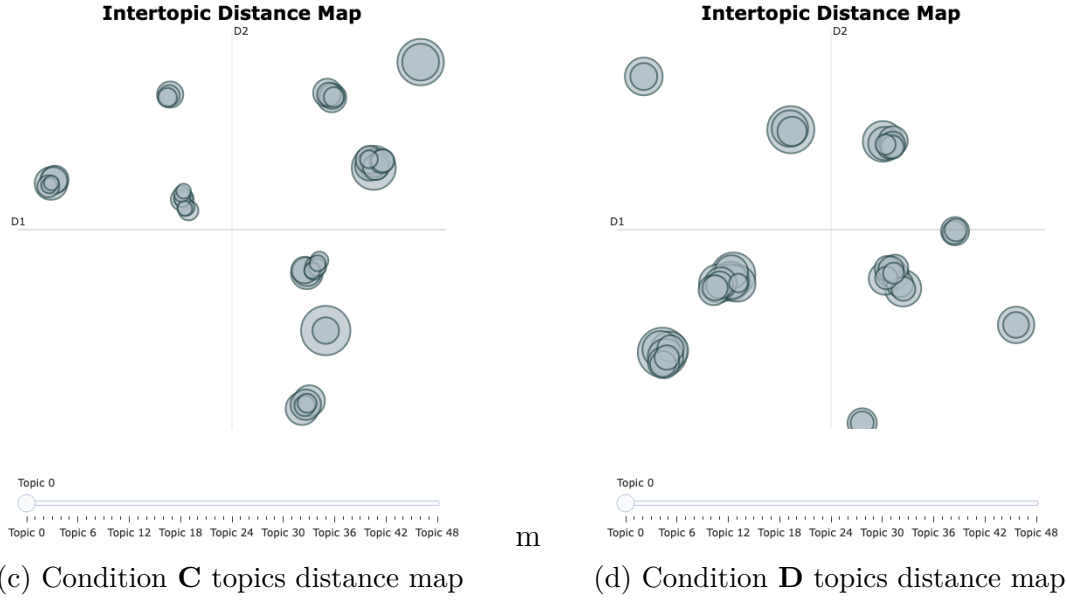 Intertopic Distance Map
D2
D1
Topic 0
Topic 0 Topic 6 Topic 12 Topic 18 Topic 24 Topic 30 Topic 36 Topic 42 Topic 48
(c) Condition C topics distance map
m
Intertopic Distance Map
D2
D1
Topic 0
Topic 0 Topic 6 Topic 12 Topic 18 Topic 24 Topic 30 Topic 36 Topic 42 Topic 48
(d) Condition D topics distance map